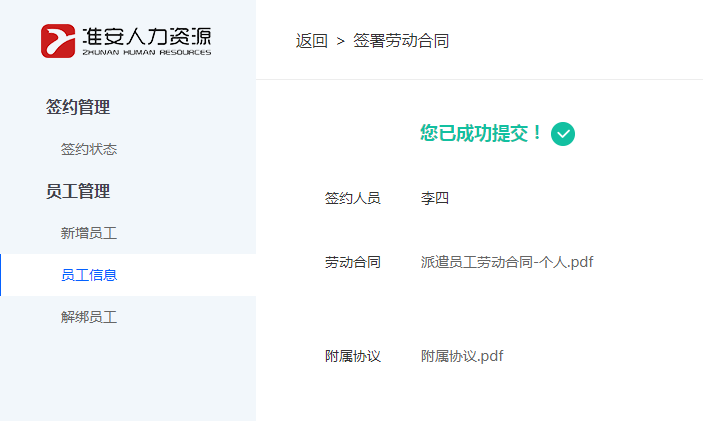 准安人力资源
ZHUNAN HUMAN RESOURCES
签约管理
签约状态
员工管理
新增员工
员工信息
解绑员工
返回 > 签署劳动合同
您已成功提交！
签约人员 李四
劳动合同 派遣员工劳动合同-个人.pdf
附属协议 附属协议.pdf